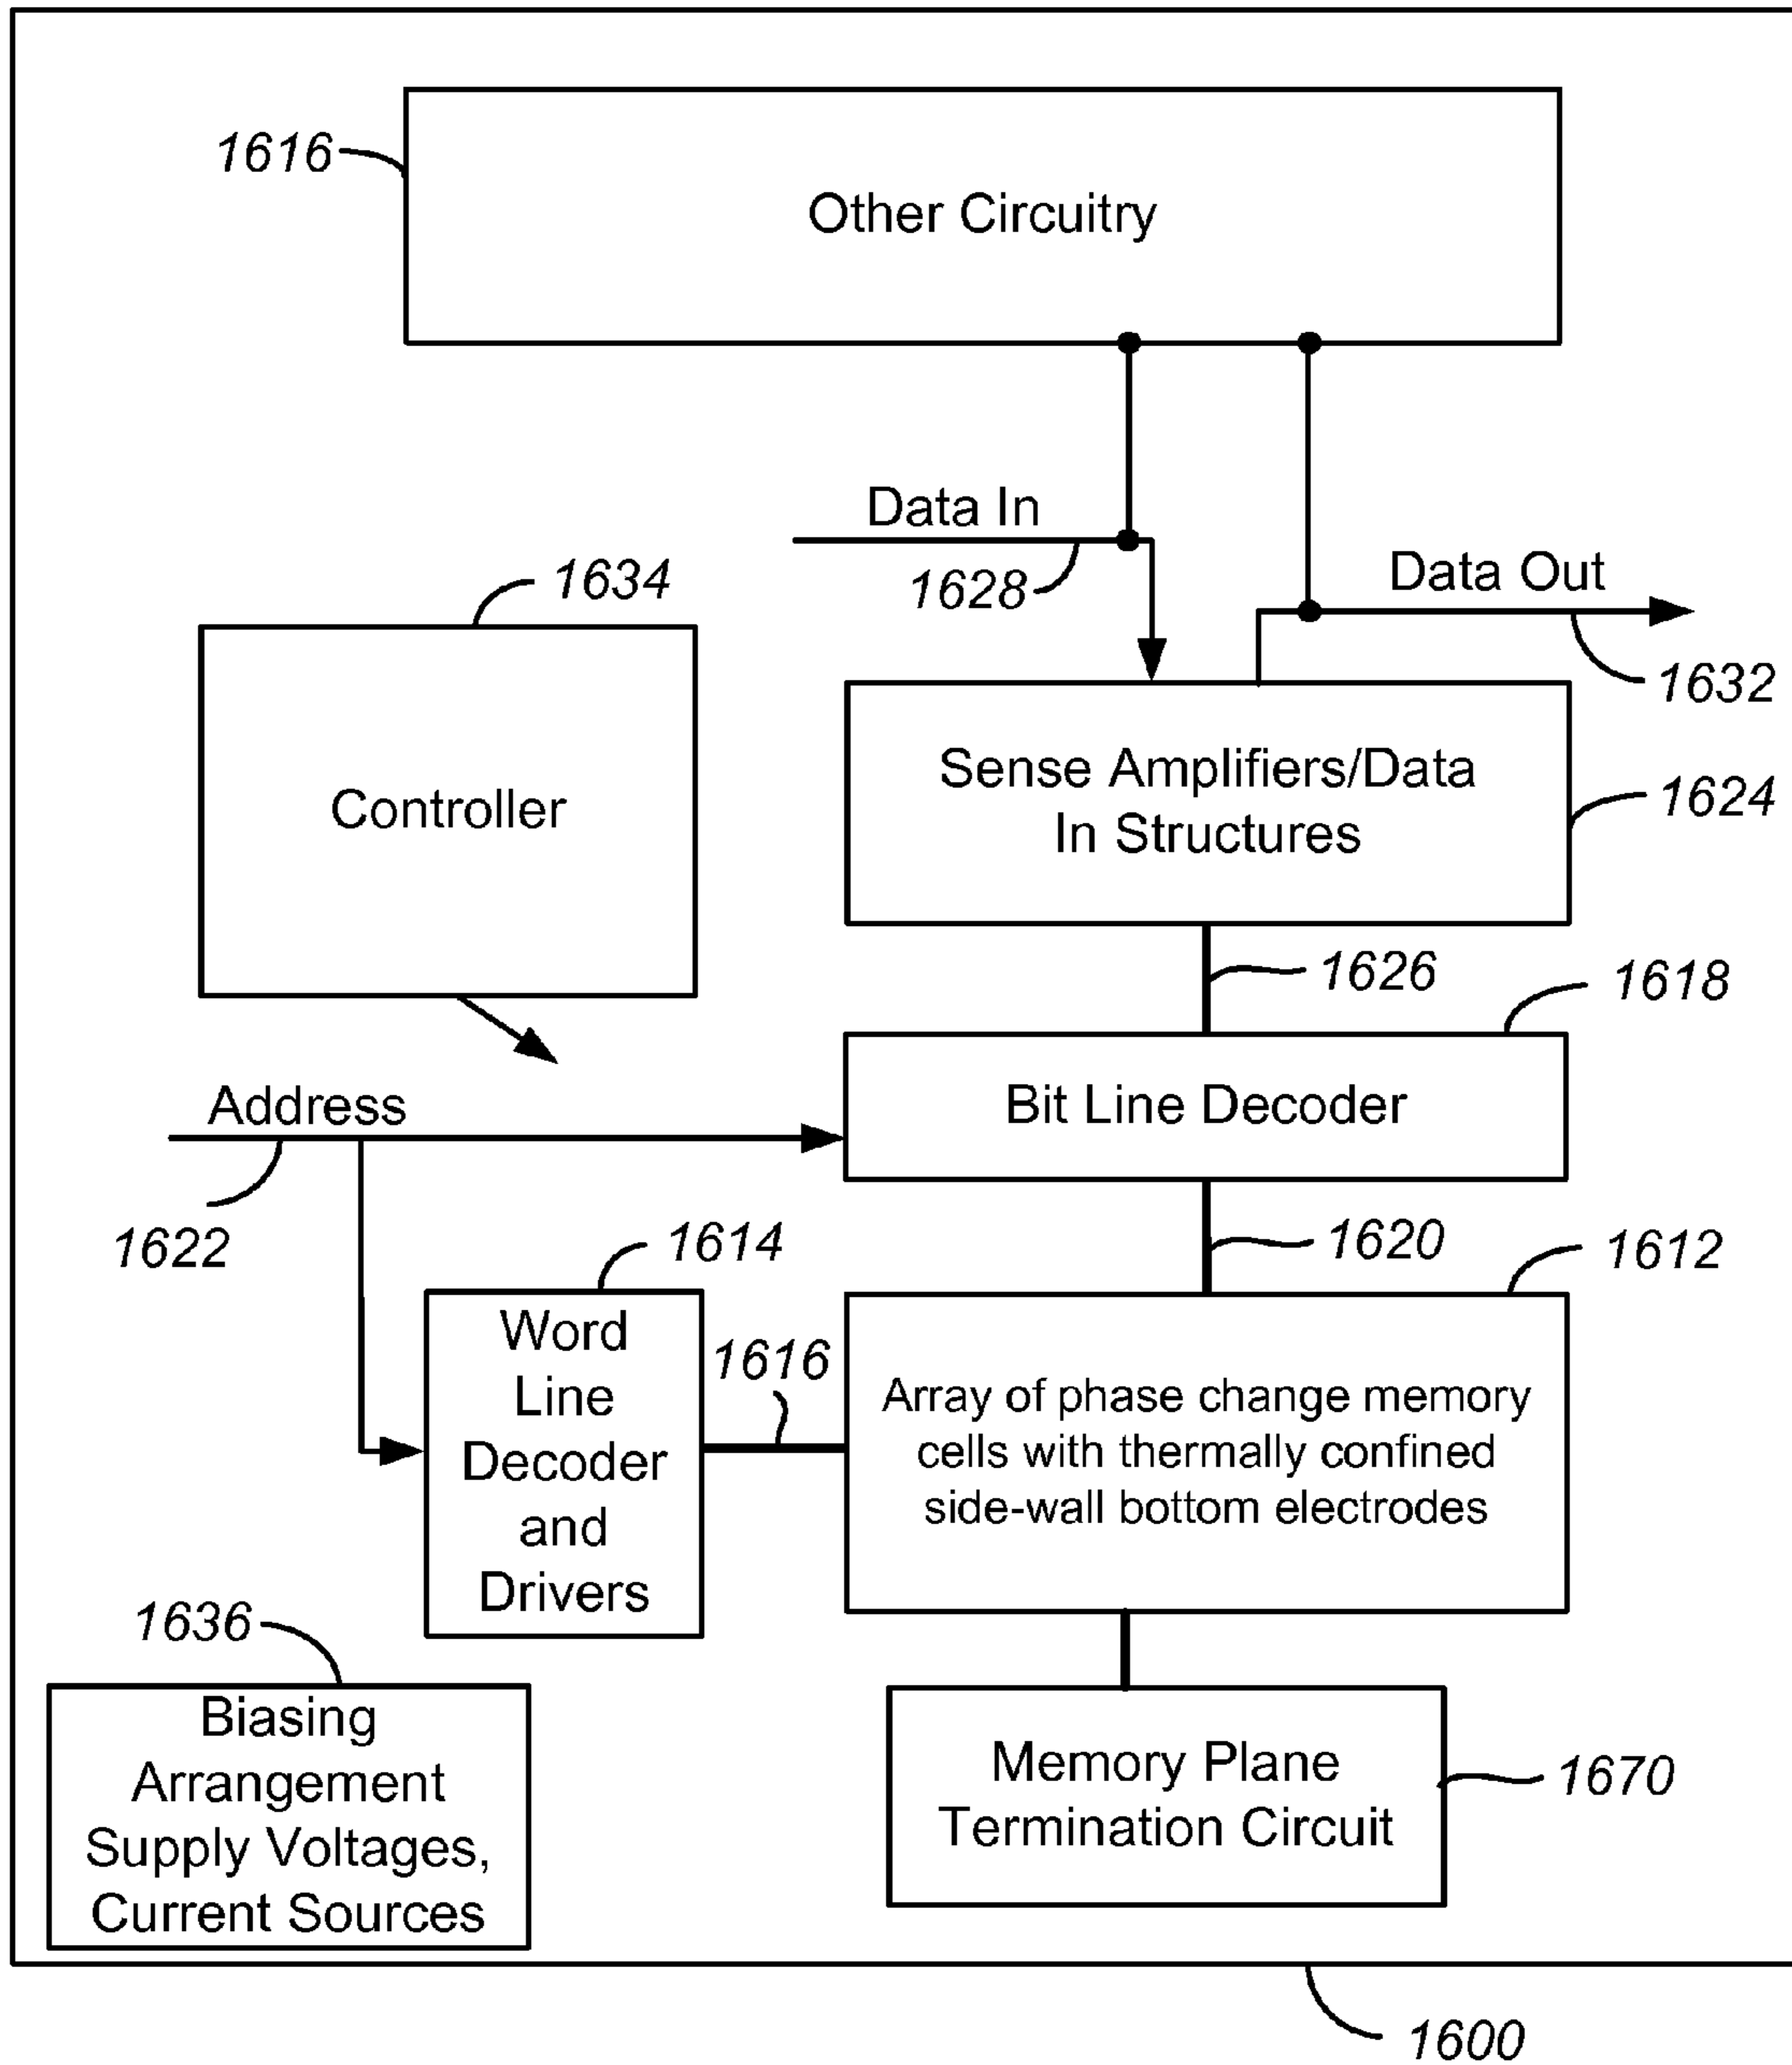 1616
Other Circuitry
Data In
1628
1634
Data Out
1632
Controller
Sense Amplifiers/Data
In Structures
1624
1626
1618
Address
Bit Line Decoder
1622
1614
1620
1612
Word
Line
Decoder
and
Drivers
1616
Array of phase change memory
cells with thermally confined
side-wall bottom electrodes
1636
Biasing
Arrangement
Supply Voltages,
Current Sources
Memory Plane
Termination Circuit
1670
1600